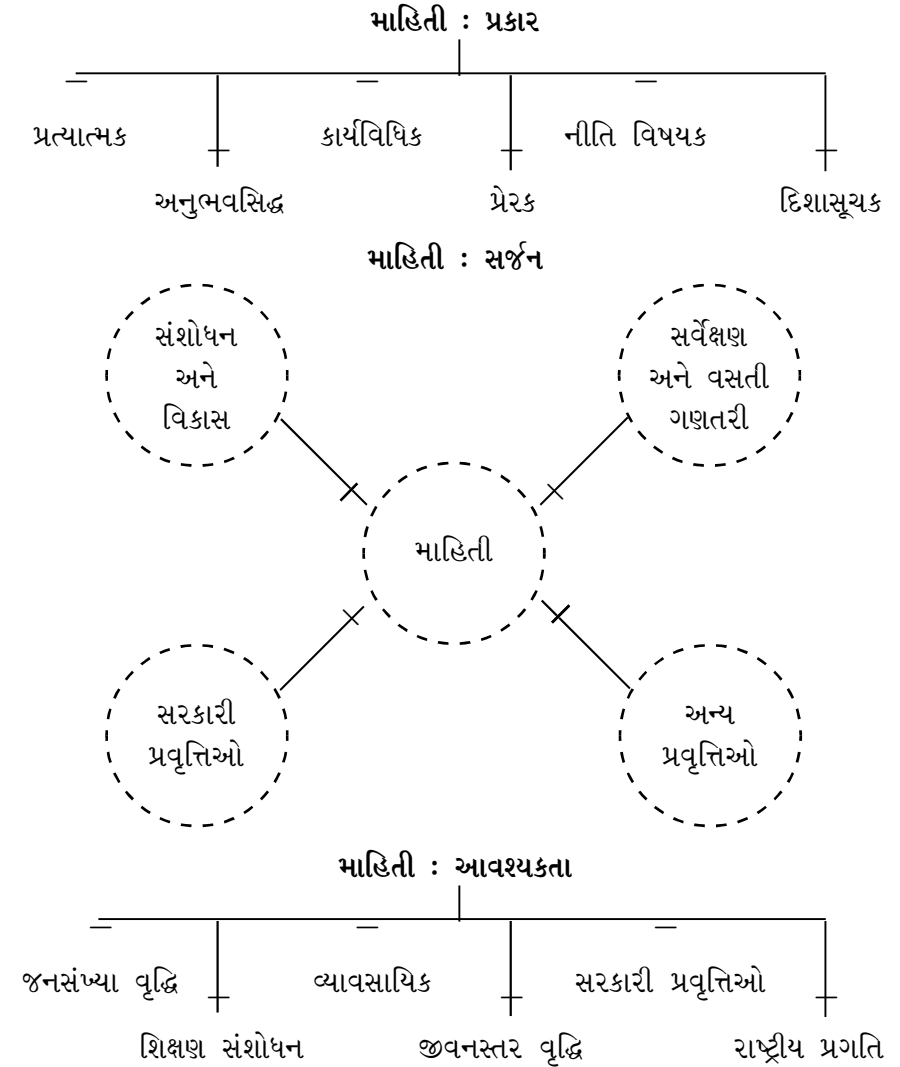 માહિતી : પ્રકાર
પ્રત્યાત્મક કાર્યવિધિક નીતિ વિષયક
અનુભવસિદ્ધ પ્રેરક દિશાસૂચક
માહિતી : સર્જન
સંશોધન
અને
વિકાસ
સર્વેક્ષણ
અને વસતી
ગણતરી
માહિતી
સરકારી
પ્રવૃત્તિઓ
અન્ય
પ્રવૃત્તિઓ
માહિતી : આવશ્યકતા
જનસંખ્યા વૃદ્ધિ વ્યાવસાયિક સરકારી પ્રવૃત્તિઓ
શિક્ષણ સંશોધન જીવનસ્તર વૃદ્ધિ રાષ્ટ્રીય પ્રગતિ